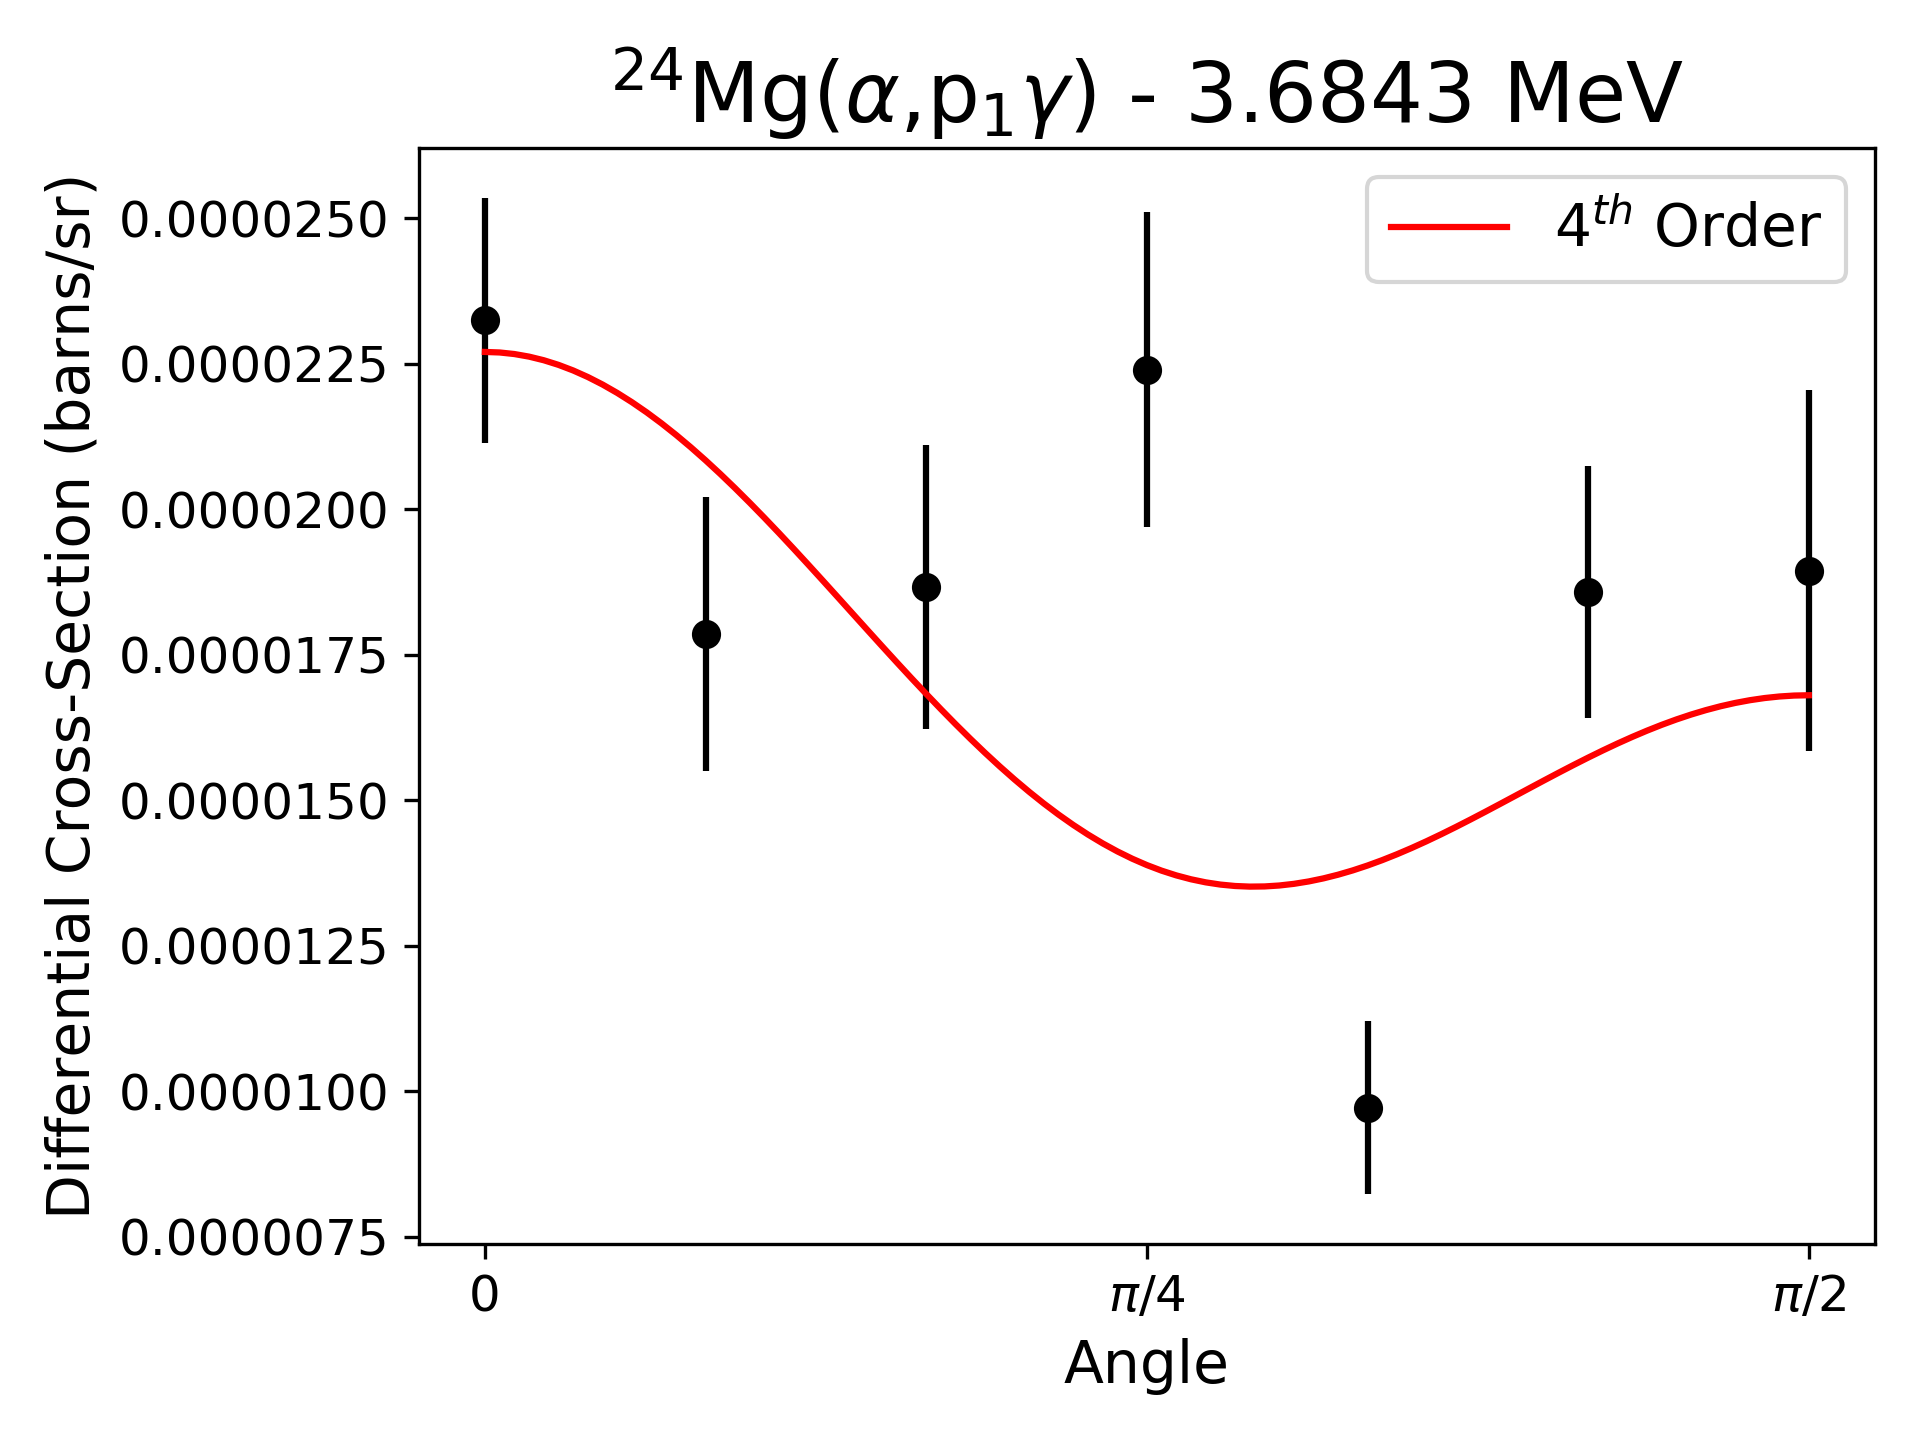 ²⁴Mg(α,p₁γ) - 3.6843 MeV
4ᵗʰ Order
Differential Cross-Section (barns/sr)
0.0000250
0.0000225
0.0000200
0.0000175
0.0000150
0.0000125
0.0000100
0.0000075
0 π/4 π/2
Angle